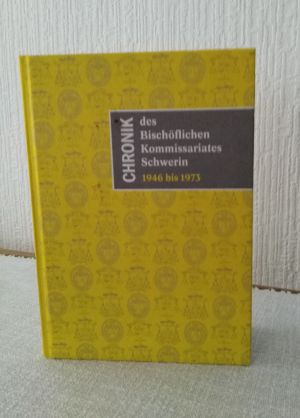 CHRONIK
des
Bischöflichen
Kommissariates
Schwerin
1946 bis 1973